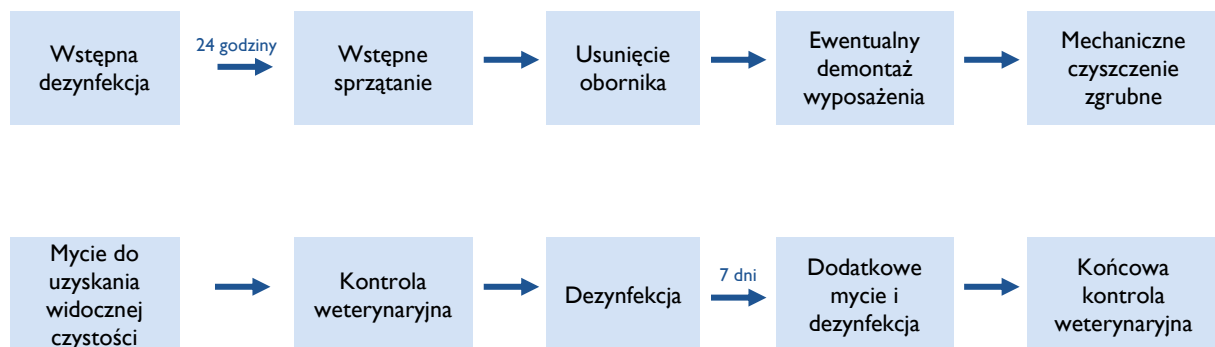 Wstępna
dezynfekcja
24 godziny
Wstępne
sprzątanie
Usunięcie
obornika
Ewentualny
demontaż
wyposażenia
Mechaniczne
czyszczenie
zgrubne
Mycie do
uzyskania
widocznej
czystości
Kontrola
weterynaryjna
Dezynfekcja
7 dni
Dodatkowe
mycie i
dezynfekcja
Końcowa
kontrola
weterynaryjna